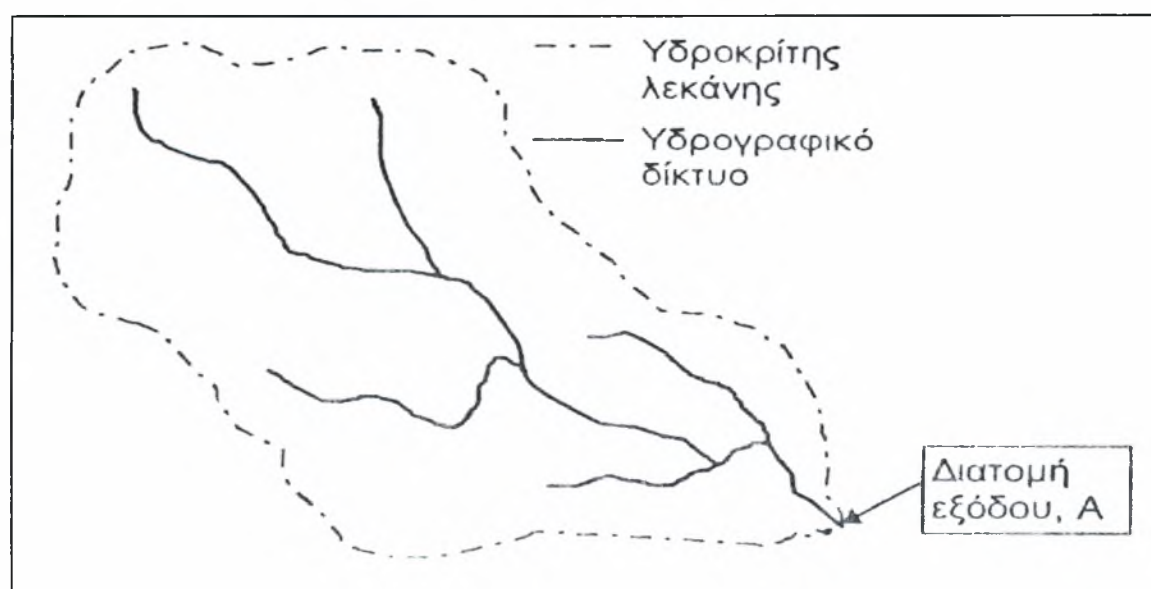 Υδροκρίτης
λεκάνης
Υδρογραφικό
δίκτυο
Διατομή
εξόδου, Α